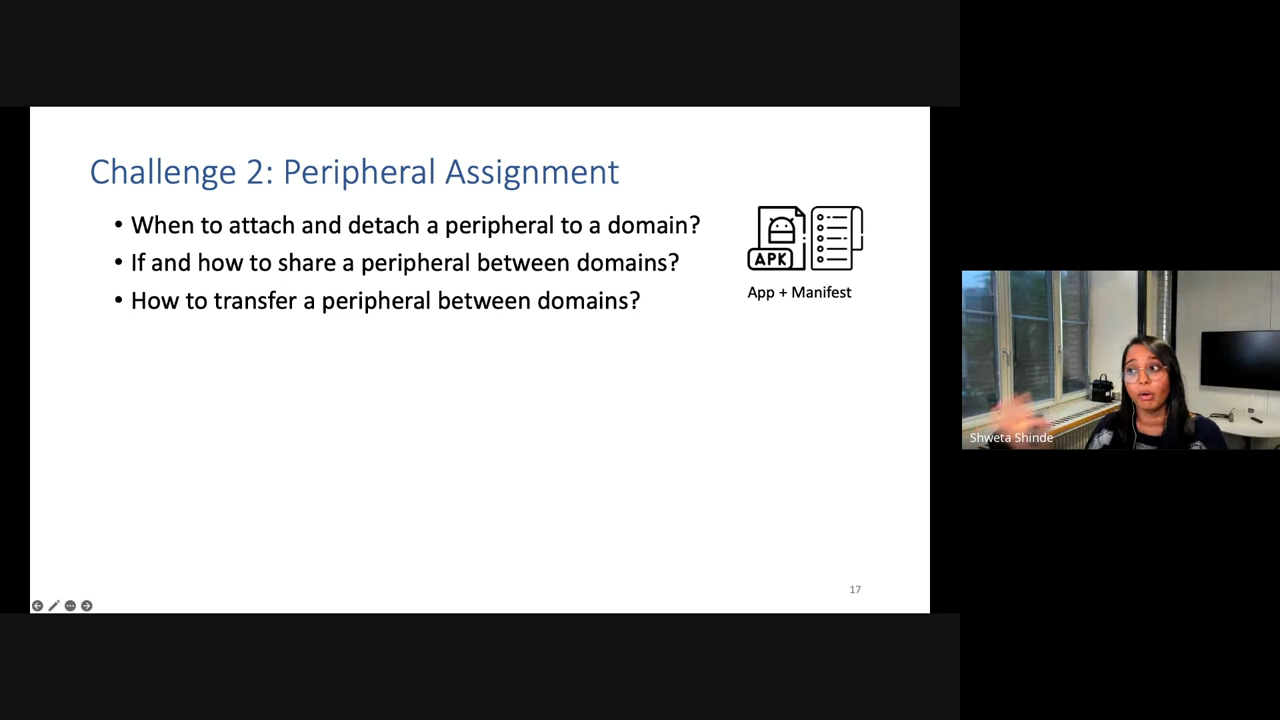 Challenge 2: Peripheral Assignment
• When to attach and detach a peripheral to a domain?
• If and how to share a peripheral between domains?
• How to transfer a peripheral between domains?
APK
App + Manifest
17
Shweta Shinde